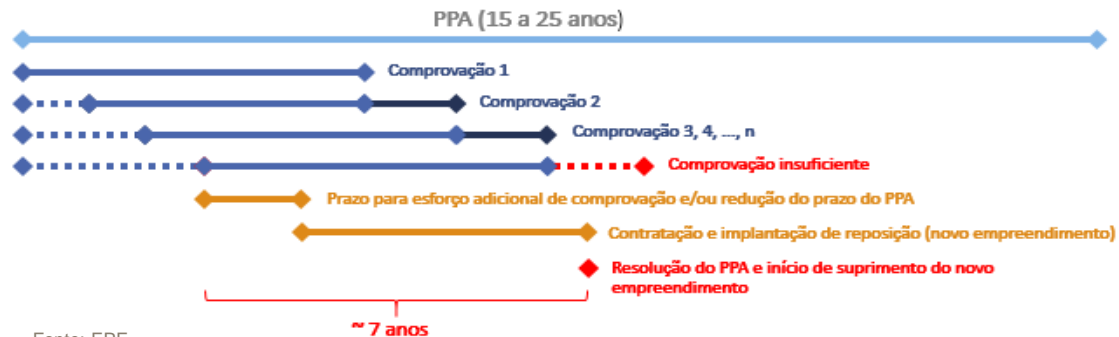 PPA (15 a 25 anos)
Comprovação 1
Comprovação 2
Comprovação 3, 4, ..., n
Comprovação insuficiente
Prazo para esforço adicional de comprovação e/ou redução do prazo do PPA
Contratação e implantação de reposição (novo empreendimento)
Resolução do PPA e início de suprimento do novo
empreendimento
~ 7 anos